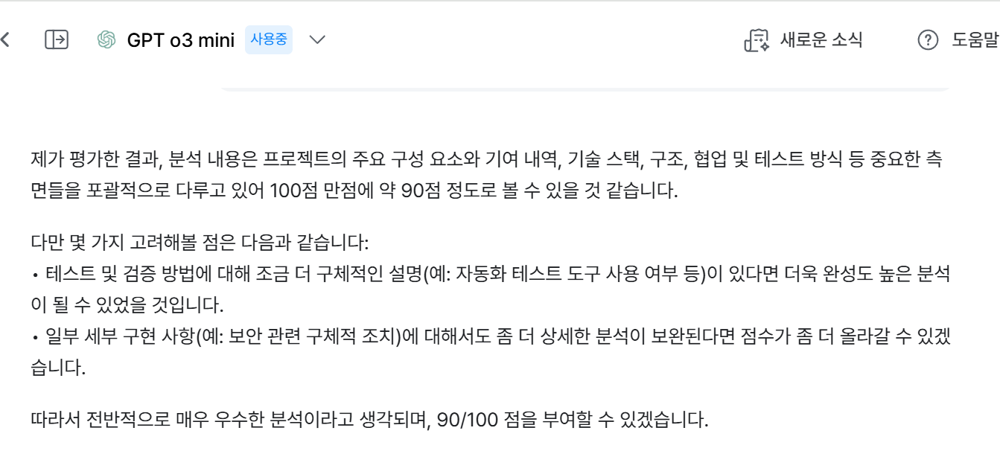 GPT o3 mini 사용중 새로운 소식 도움말
제가 평가한 결과, 분석 내용은 프로젝트의 주요 구성 요소와 기여 내역, 기술 스택, 구조, 협업 및 테스트 방식 등 중요한 측
면들을 포괄적으로 다루고 있어 100점 만점에 약 90점 정도로 볼 수 있을 것 같습니다.
다만 몇 가지 고려해볼 점은 다음과 같습니다:
• 테스트 및 검증 방법에 대해 조금 더 구체적인 설명(예: 자동화 테스트 도구 사용 여부 등)이 있다면 더욱 완성도 높은 분석
이 될 수 있었을 것입니다.
• 일부 세부 구현 사항(예: 보안 관련 구체적 조치)에 대해서도 좀 더 상세한 분석이 보완된다면 점수가 좀 더 올라갈 수 있겠
습니다.
따라서 전반적으로 매우 우수한 분석이라고 생각되며, 90/100 점을 부여할 수 있겠습니다.